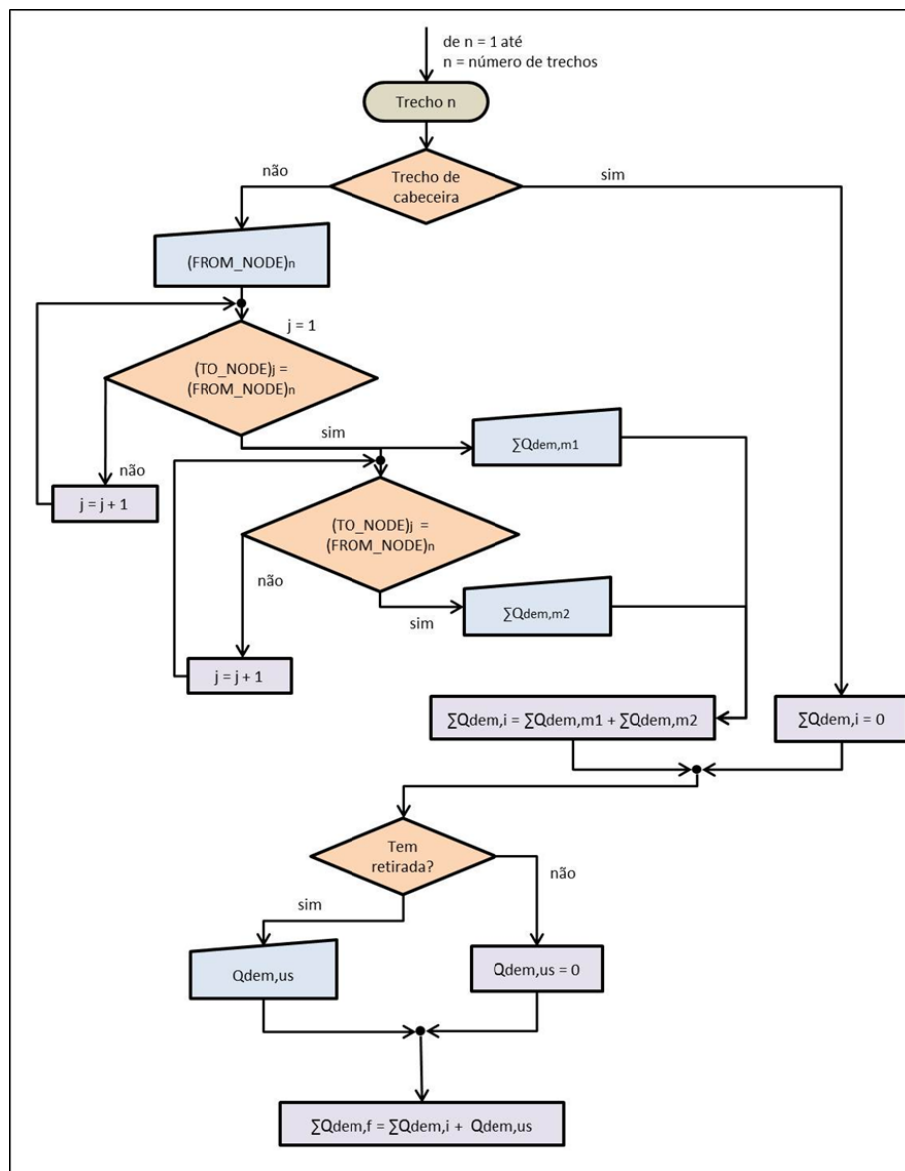 de n = 1 até
n = número de trechos
Trecho n
não
Trecho de
cabeceira
sim
(FROM_NODE)n
j = 1
(TO_NODE)j =
(FROM_NODE)n
sim
∑Qdem,m1
não
j = j + 1
(TO_NODE)j =
(FROM_NODE)n
não
sim
∑Qdem,m2
j = j + 1
∑Qdem,i = ∑Qdem,m1 + ∑Qdem,m2
∑Qdem,i = 0
Tem
retirada?
não
sim
Qdem,us
Qdem,us = 0
∑Qdem,f = ∑Qdem,i + Qdem,us